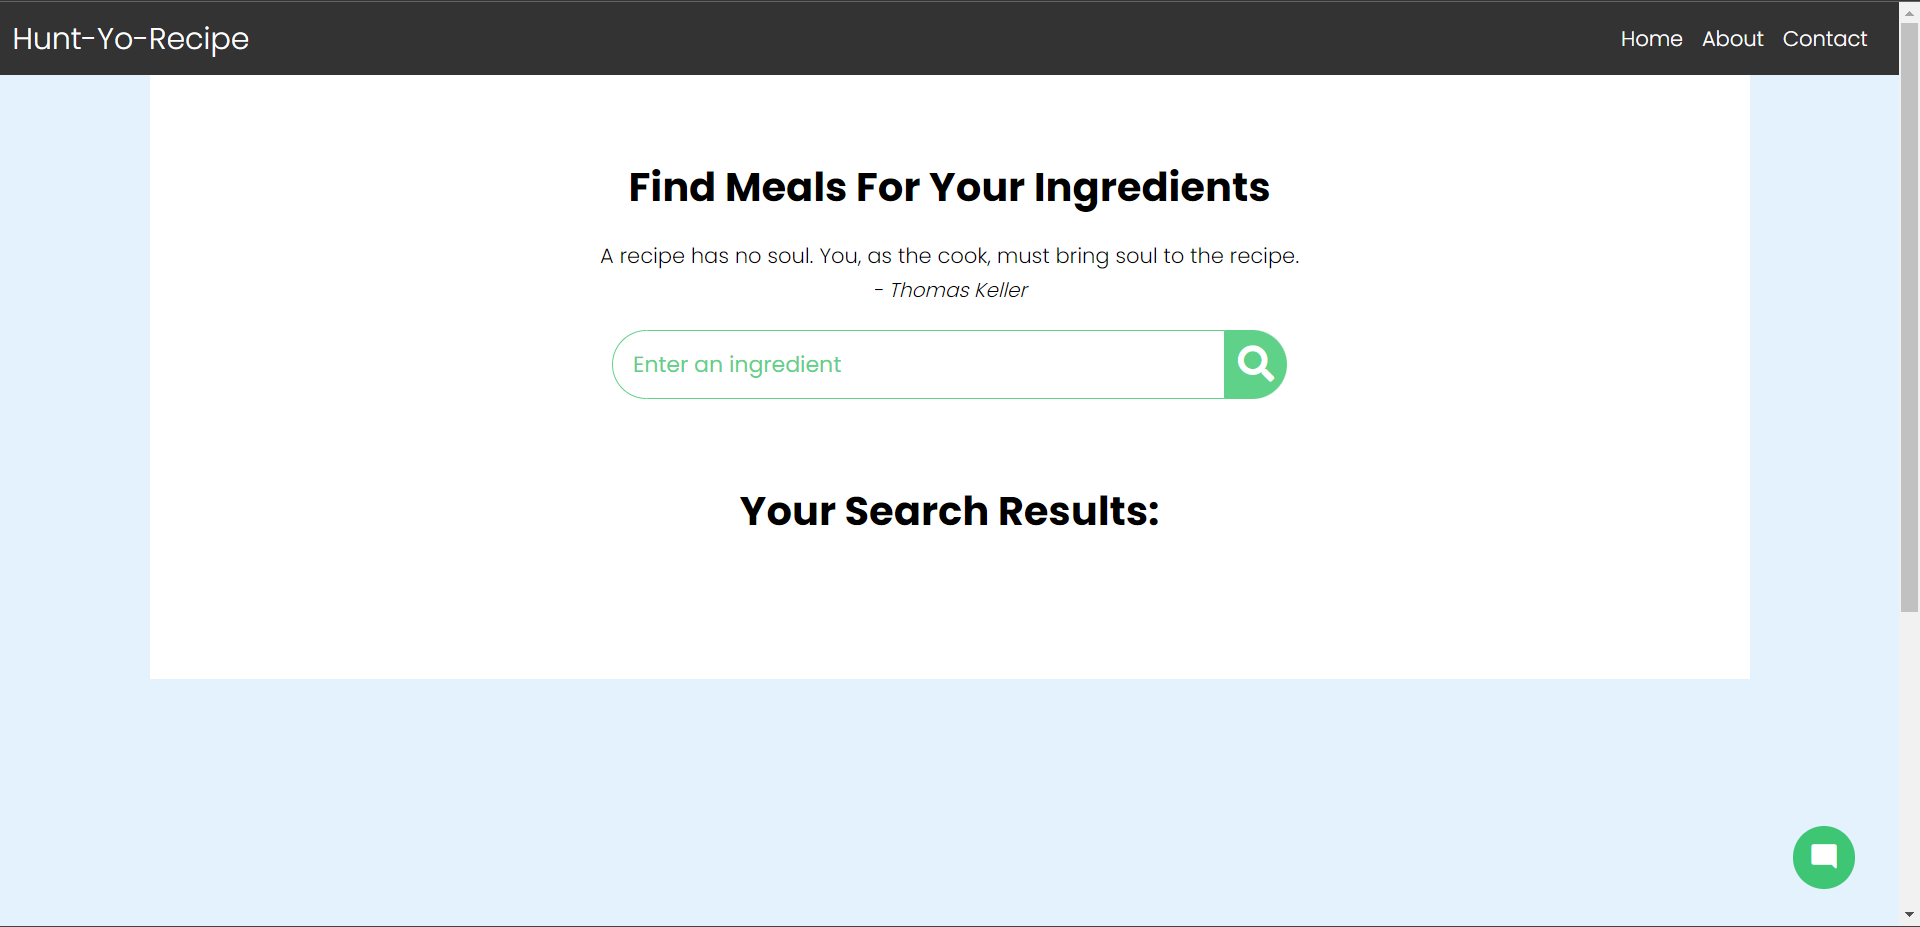 Hunt-Yo-Recipe
Home About Contact
Find Meals For Your Ingredients
A recipe has no soul. You, as the cook, must bring soul to the recipe.
- Thomas Keller
Enter an ingredient
Your Search Results: